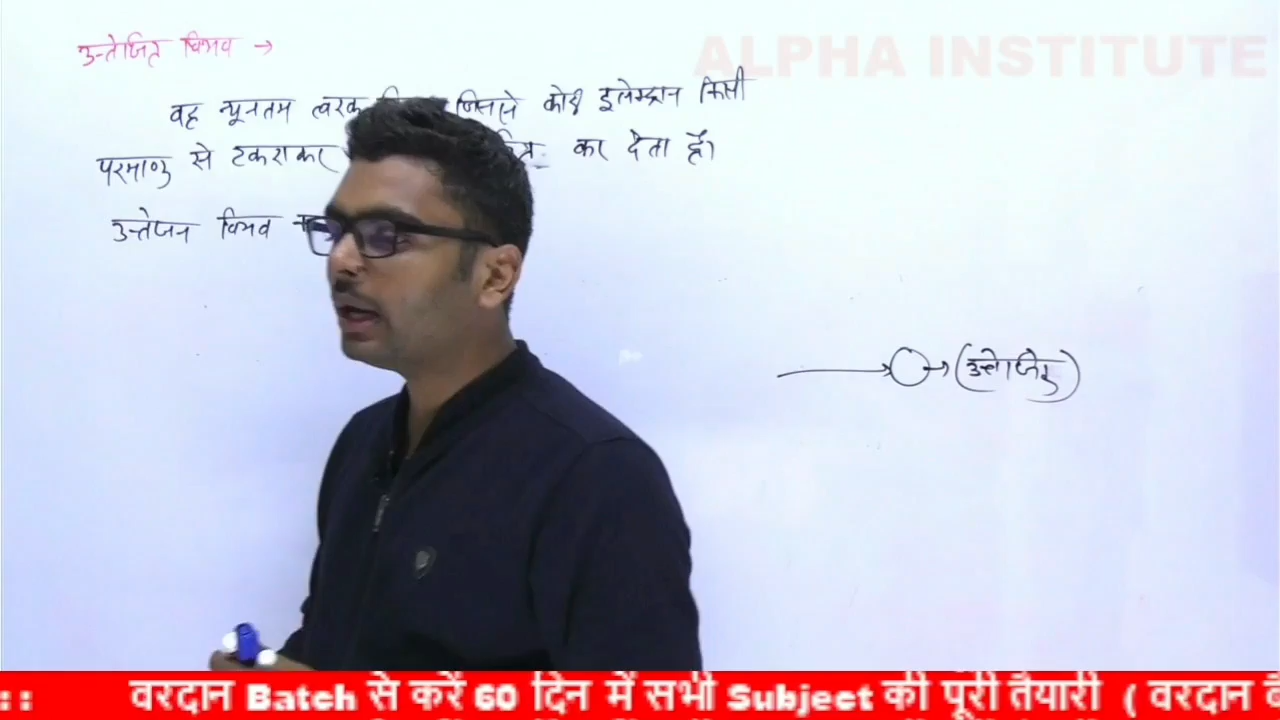 ALPHA INSTITUTE
उत्तेजित विभव →
वह न्यूनतम त्वरक जिससे कोई इलेक्ट्रान किसी
परमाणु से टकराकर कर देता है।
उत्तेजन विभव
→ (उत्तेजित)
:: वरदान Bateh से करें 60 दिन में सभी Subjeet की पूरी तैयारी ( वरदान